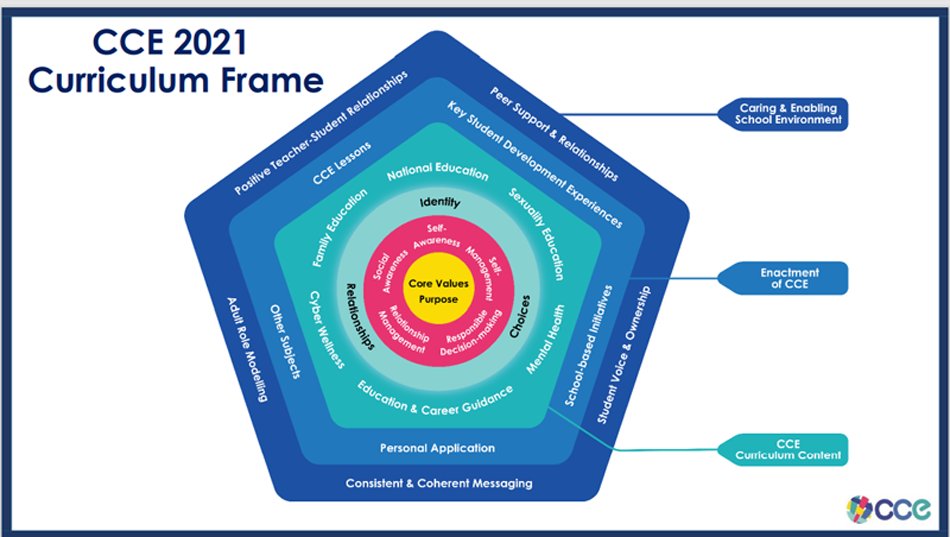 CCE 2021
Curriculum Frame
Positive Teacher-Student Relationships
Peer Support & Relationships
Caring & Enabling
School Environment
CCE Lessons
Key Student Development Experiences
National Education
Family Education
Sexuality Education
Identity
Self-
Awareness
Social
Awareness
Self-
Management
Core Values
Purpose
Enactment
of CCE
Relationships
Choices
Relationship
Management
Responsible
Decision-making
Cyber Wellness
Mental Health
Adult Role Modelling
Other Subjects
School-based Initiatives
Student Voice & Ownership
Education & Career Guidance
CCE
Curriculum Content
Personal Application
Consistent & Coherent Messaging
cce